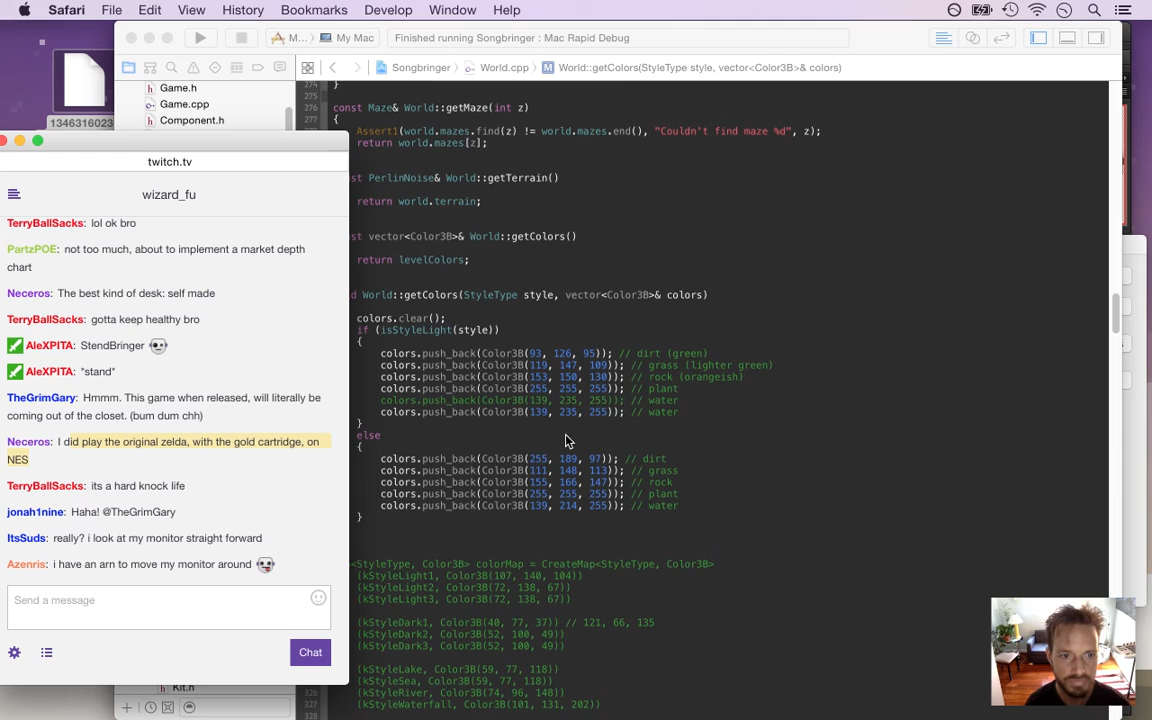 Safari File Edit View History Bookmarks Develop Window Help
M... My Mac Finished running Songbringer : Mac Rapid Debug
Songbringer World.cpp M World::getColors(StyleType style, vector<Color3B>& colors)
Game.h
Game.cpp
Component.h
1346316023
twitch.tv
wizard_fu
TerryBallSacks: lol ok bro
PartzPOE: not too much, about to implement a market depth
chart
Neceros: The best kind of desk: self made
TerryBallSacks: gotta keep healthy bro
AleXPITA: StendBringer
AleXPITA: *stand*
TheGrimGary: Hmmm. This game when released, will literally be
coming out of the closet. (bum dum chh)
Neceros: I did play the original zelda, with the gold cartridge, on
NES
TerryBallSacks: its a hard knock life
jonah1nine: Haha! @TheGrimGary
ItsSuds: really? i look at my monitor straight forward
Azenris: i have an arn to move my monitor around
Send a message
Chat
Kit.h
274 }
275
276 const Maze& World::getMaze(int z)
277 {
278 Assert1(world.mazes.find(z) != world.mazes.end(), "Couldn't find maze %d", z);
279 return world.mazes[z];
st PerlinNoise& World::getTerrain()
return world.terrain;
st vector<Color3B>& World::getColors()
return levelColors;
d World::getColors(StyleType style, vector<Color3B>& colors)
colors.clear();
if (isStyleLight(style))
{
colors.push_back(Color3B(93, 126, 95)); // dirt (green)
colors.push_back(Color3B(119, 147, 109)); // grass (lighter green)
colors.push_back(Color3B(153, 150, 130)); // rock (orangeish)
colors.push_back(Color3B(255, 255, 255)); // plant
colors.push_back(Color3B(139, 235, 255)); // water
colors.push_back(Color3B(139, 235, 255)); // water
}
else
{
colors.push_back(Color3B(255, 189, 97)); // dirt
colors.push_back(Color3B(111, 148, 113)); // grass
colors.push_back(Color3B(155, 166, 147)); // rock
colors.push_back(Color3B(255, 255, 255)); // plant
colors.push_back(Color3B(139, 214, 255)); // water
}
<StyleType, Color3B> colorMap = CreateMap<StyleType, Color3B>
(kStyleLight1, Color3B(107, 140, 104))
(kStyleLight2, Color3B(72, 138, 67))
(kStyleLight3, Color3B(72, 138, 67))
(kStyleDark1, Color3B(40, 77, 37)) // 121, 66, 135
(kStyleDark2, Color3B(52, 100, 49))
(kStyleDark3, Color3B(52, 100, 49))
(kStyleLake, Color3B(59, 77, 118))
(kStyleSea, Color3B(59, 77, 118))
326 (kStyleRiver, Color3B(74, 96, 148))
327 (kStyleWaterfall, Color3B(101, 131, 202))
328